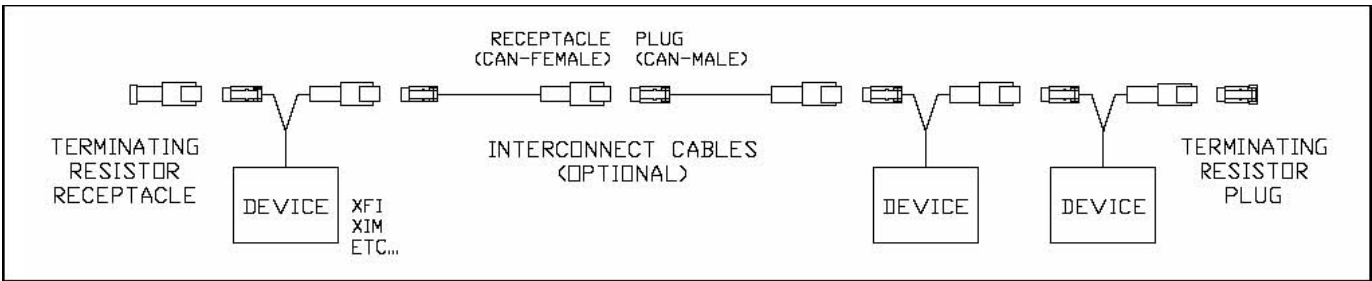 RECEPTACLE PLUG
(CAN-FEMALE) (CAN-MALE)
TERMINATING
RESISTOR
RECEPTACLE
DEVICE
XFI
XIM
ETC...
INTERCONNECT CABLES
(OPTIONAL)
DEVICE
DEVICE
TERMINATING
RESISTOR
PLUG